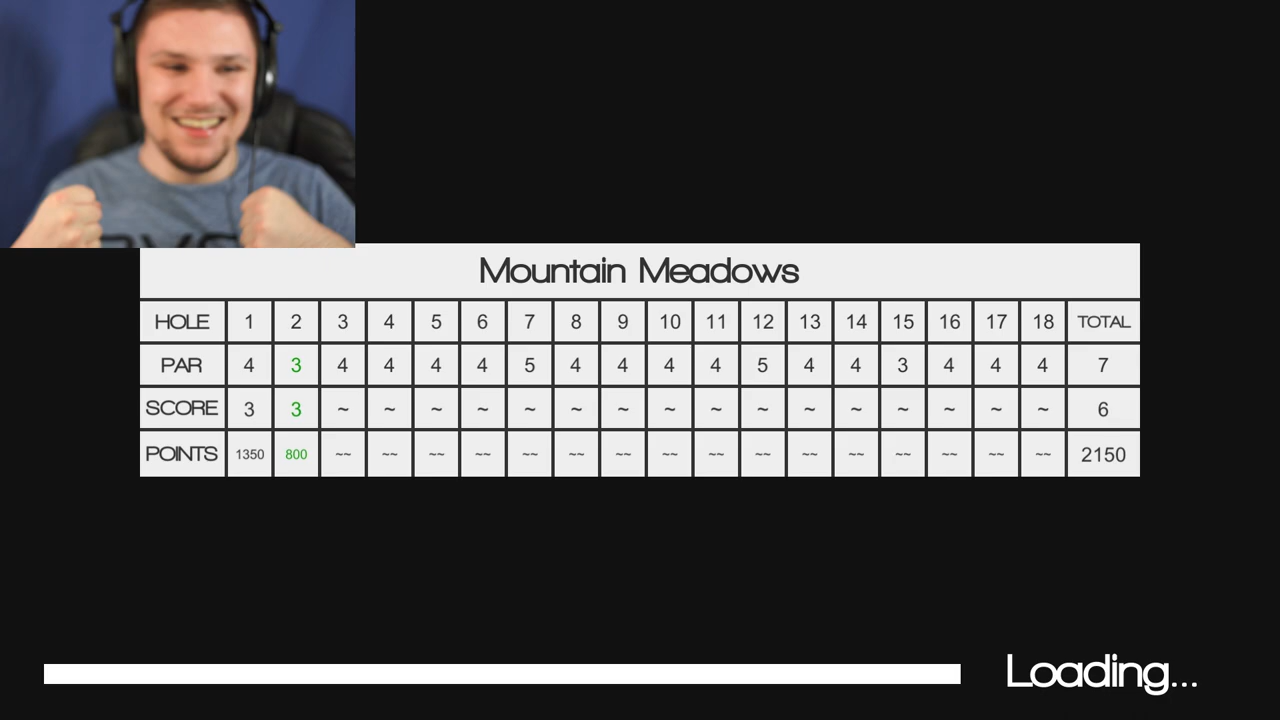 Mountain Meadows
HOLE 1 2 3 4 5 6 7 8 9 10 11 12 13 14 15 16 17 18 TOTAL
PAR 4 3 4 4 4 4 5 4 4 4 4 5 4 4 3 4 4 4 7
SCORE 3 3 ~ ~ ~ ~ ~ ~ ~ ~ ~ ~ ~ ~ ~ ~ ~ ~ 6
POINTS 1350 800 ~~ ~~ ~~ ~~ ~~ ~~ ~~ ~~ ~~ ~~ ~~ ~~ ~~ ~~ ~~ ~~ 2150
Loading...